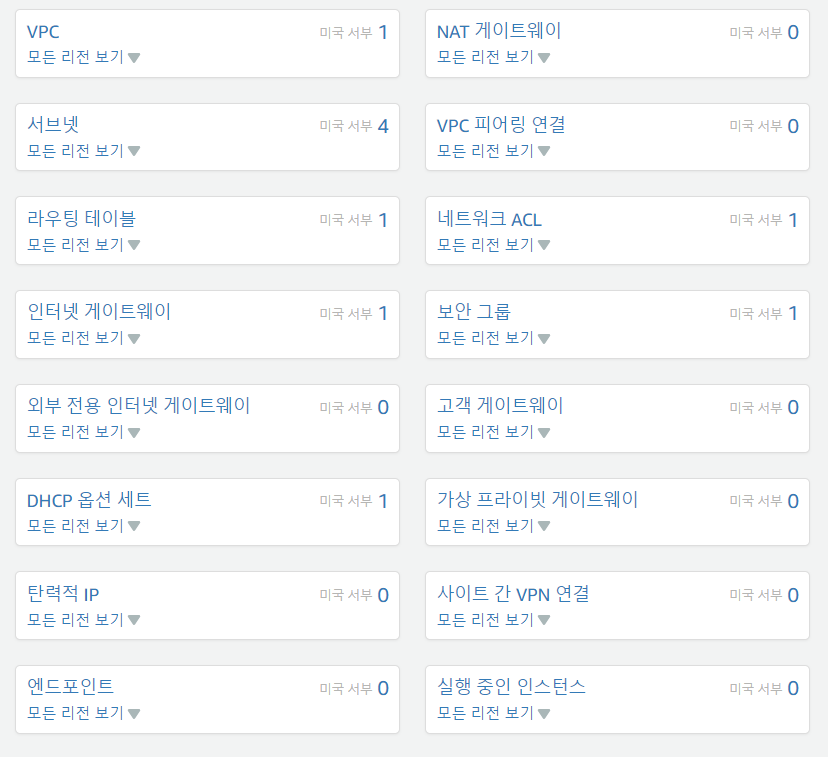 VPC 미국 서부 1
모든 리전 보기
NAT 게이트웨이 미국 서부 0
모든 리전 보기
서브넷 미국 서부 4
모든 리전 보기
VPC 피어링 연결 미국 서부 0
모든 리전 보기
라우팅 테이블 미국 서부 1
모든 리전 보기
네트워크 ACL 미국 서부 1
모든 리전 보기
인터넷 게이트웨이 미국 서부 1
모든 리전 보기
보안 그룹 미국 서부 1
모든 리전 보기
외부 전용 인터넷 게이트웨이 미국 서부 0
모든 리전 보기
고객 게이트웨이 미국 서부 0
모든 리전 보기
DHCP 옵션 세트 미국 서부 1
모든 리전 보기
가상 프라이빗 게이트웨이 미국 서부 0
모든 리전 보기
탄력적 IP 미국 서부 0
모든 리전 보기
사이트 간 VPN 연결 미국 서부 0
모든 리전 보기
엔드포인트 미국 서부 0
모든 리전 보기
실행 중인 인스턴스 미국 서부 0
모든 리전 보기